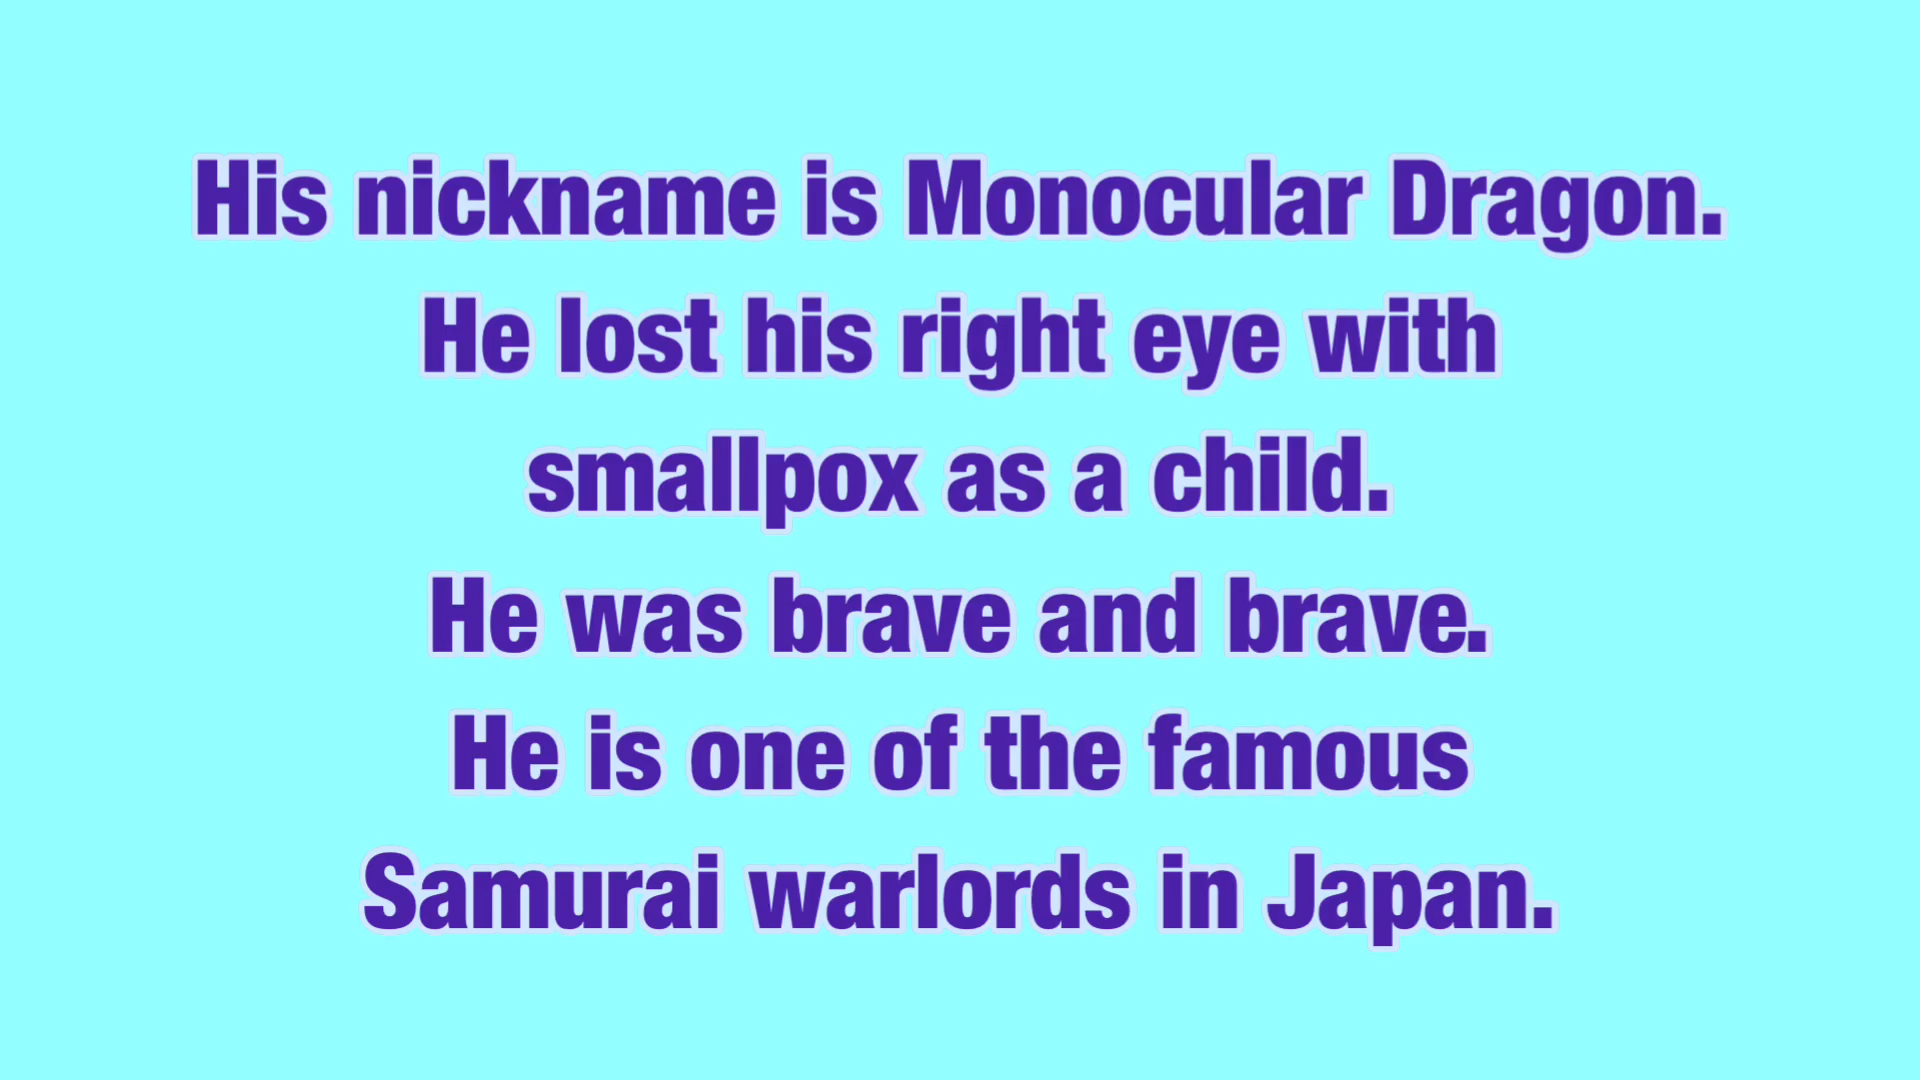 His nickname is Monocular Dragon.
He lost his right eye with
smallpox as a child.
He was brave and brave.
He is one of the famous
Samurai warlords in Japan.